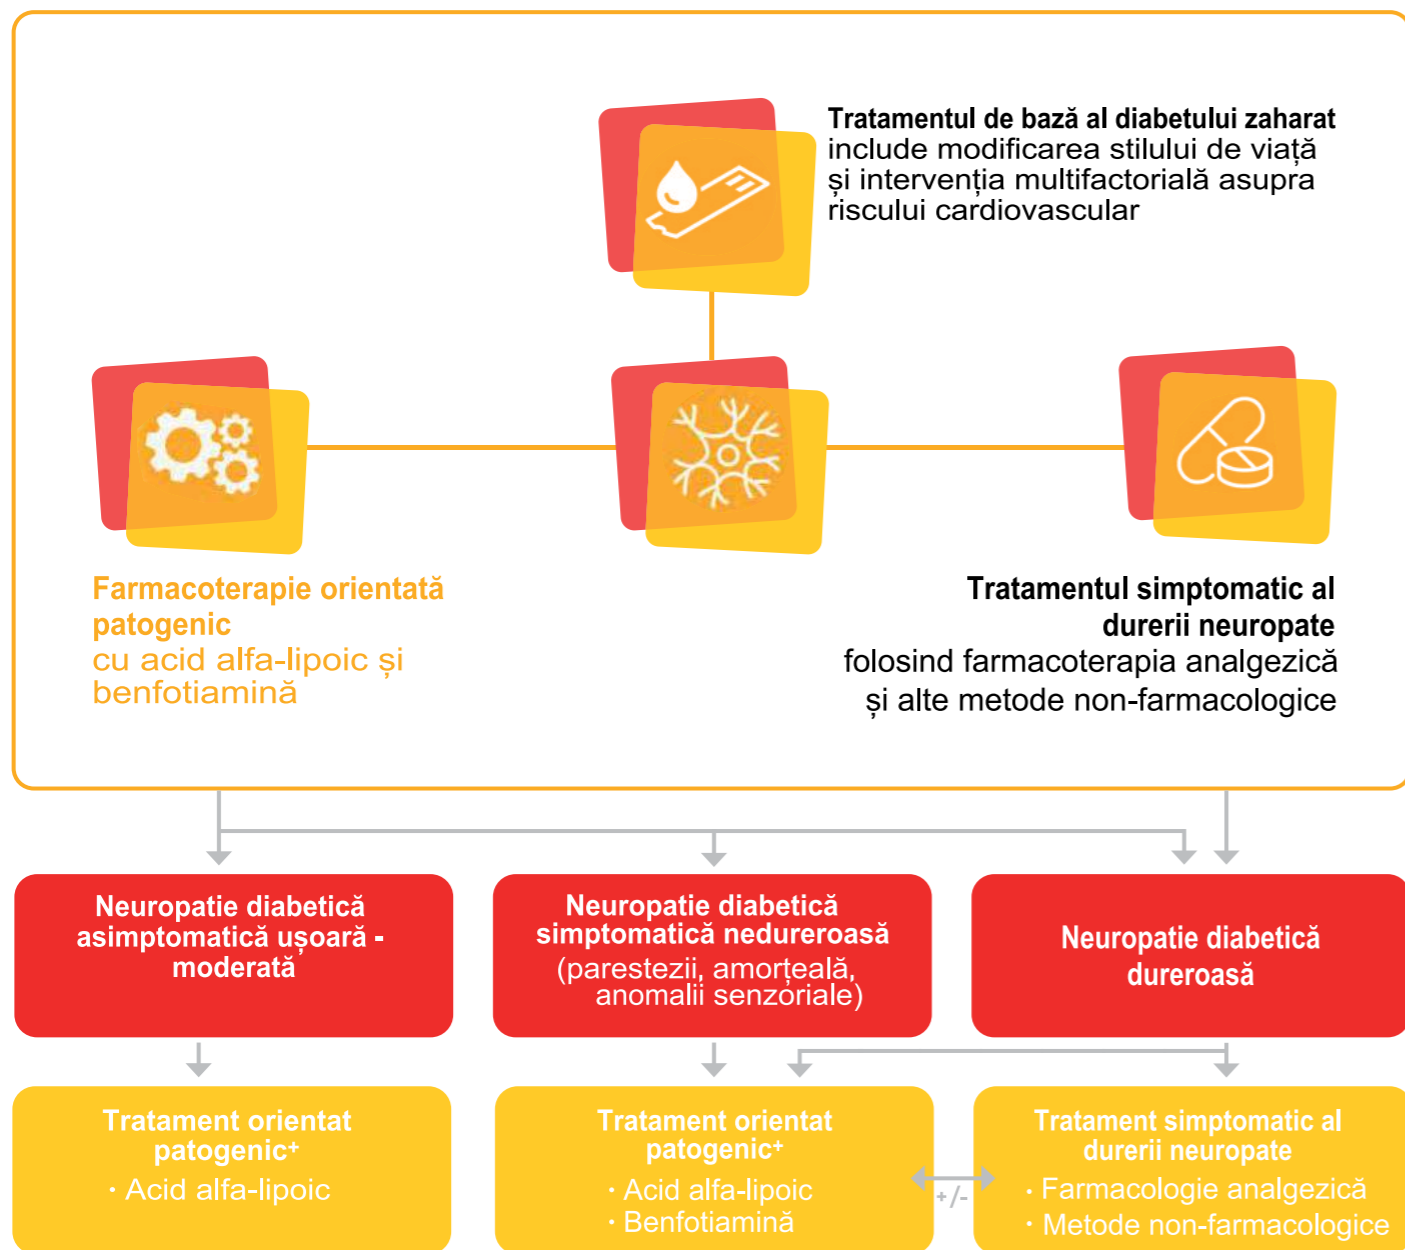 Tratamentul de bază al diabetului zaharat
include modificarea stilului de viață
și intervenția multifactorială asupra
riscului cardiovascular
Farmacoterapie orientată
patogenic
cu acid alfa-lipoic și
benfotiamină
Tratamentul simptomatic al
durerii neuropate
folosind farmacoterapia analgezică
și alte metode non-farmacologice
Neuropatie diabetică
asimptomatică ușoară -
moderată
Neuropatie diabetică
simptomatică nedureroasă
(parestezii, amorțeală,
anomalii senzoriale)
Neuropatie diabetică
dureroasă
Tratament orientat
patogenic+
· Acid alfa-lipoic
Tratament orientat
patogenic+
· Acid alfa-lipoic
· Benfotiamină
+/-
Tratament simptomatic al
durerii neuropate
· Farmacologie analgezică
· Metode non-farmacologice